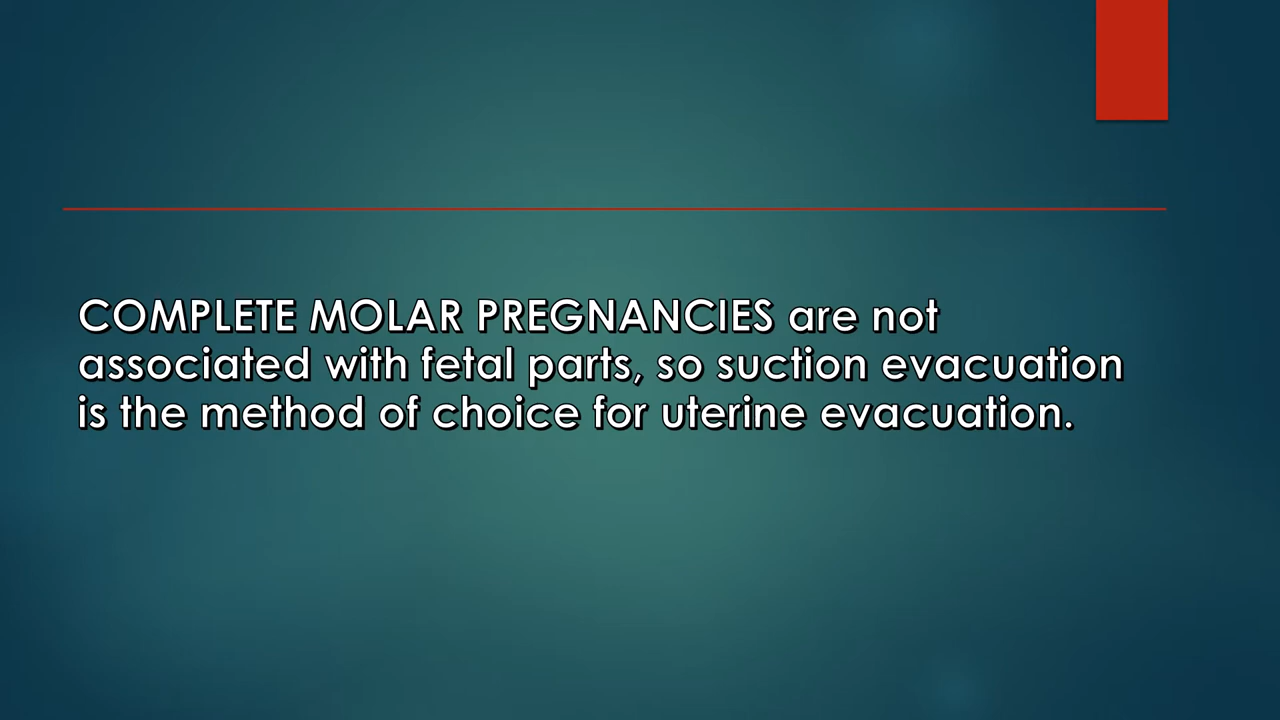 COMPLETE MOLAR PREGNANCIES are not
associated with fetal parts, so suction evacuation
is the method of choice for uterine evacuation.